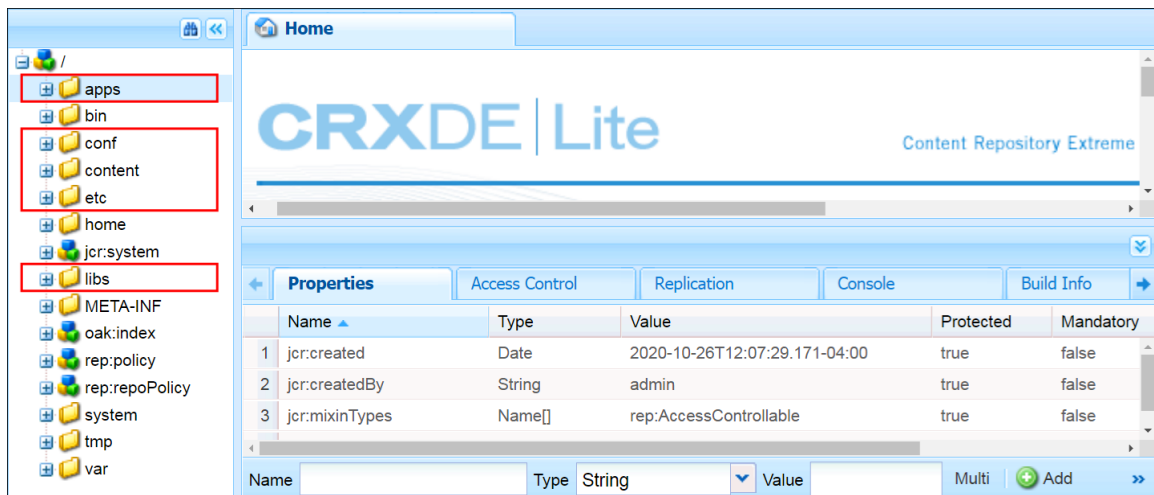 Home
/
apps
bin
conf
content
etc
home
jcr:system
libs
META-INF
oak:index
rep:policy
rep:repoPolicy
system
tmp
var
CRXDE | Lite
Content Repository Extreme
Properties Access Control Replication Console Build Info
Name Type Value Protected Mandatory
1 jcr:created Date 2020-10-26T12:07:29.171-04:00 true false
2 jcr:createdBy String admin true false
3 jcr:mixinTypes Name[] rep:AccessControllable true false
Name Type String Value Multi Add